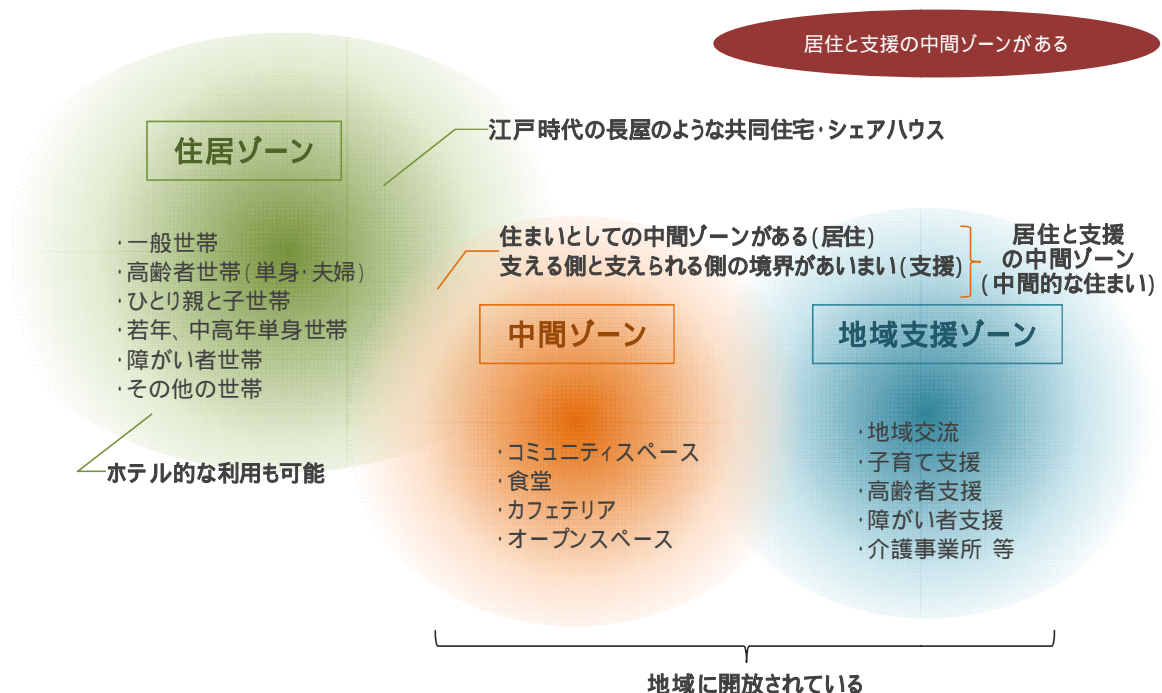 居住と支援の中間ゾーンがある
江戸時代の長屋のような共同住宅・シェアハウス
住居ゾーン
・一般世帯
・高齢者世帯(単身・夫婦)
・ひとり親と子世帯
・若年、中高年単身世帯
・障がい者世帯
・その他の世帯
ホテル的な利用も可能
住まいとしての中間ゾーンがある(居住)
支える側と支えられる側の境界があいまい(支援)
居住と支援
の中間ゾーン
(中間的な住まい)
中間ゾーン
・コミュニティスペース
・食堂
・カフェテリア
・オープンスペース
地域支援ゾーン
・地域交流
・子育て支援
・高齢者支援
・障がい者支援
・介護事業所 等
地域に開放されている